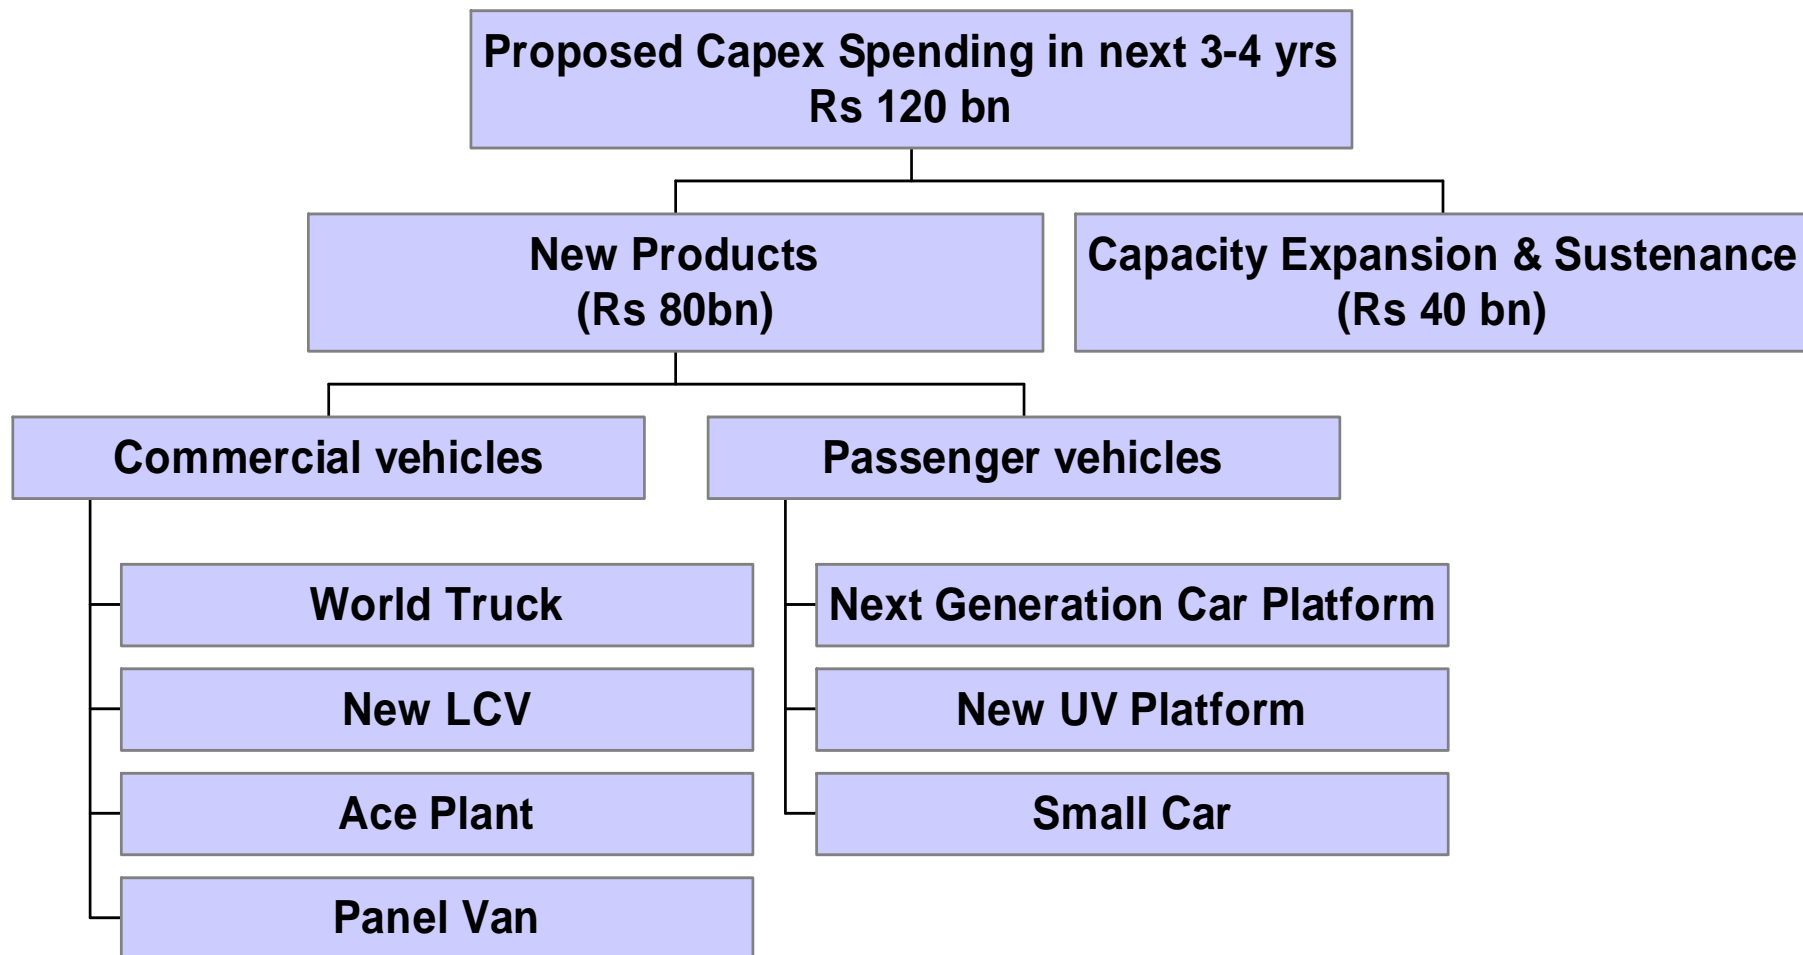 Proposed Capex Spending in next 3-4 yrs
Rs 120 bn
New Products
(Rs 80bn)
Capacity Expansion & Sustenance
(Rs 40 bn)
Commercial vehicles
Passenger vehicles
World Truck
New LCV
Ace Plant
Panel Van
Next Generation Car Platform
New UV Platform
Small Car